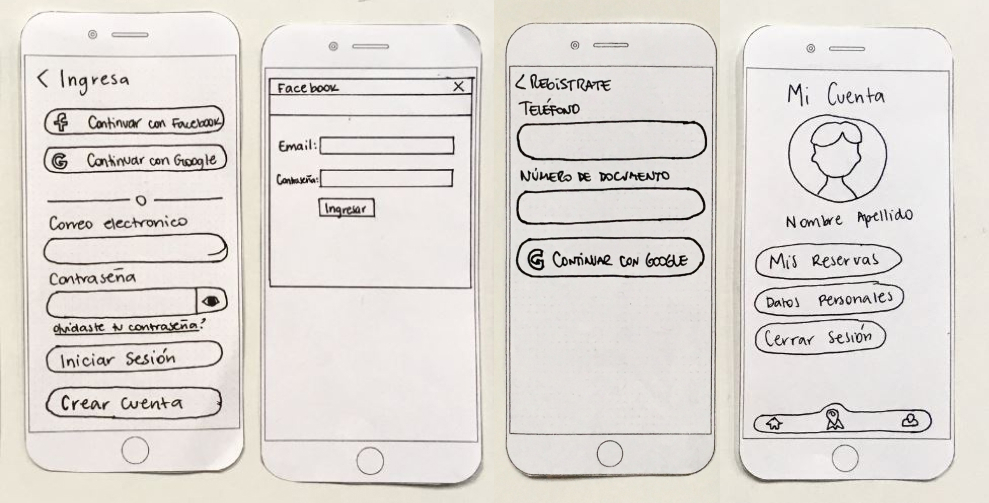 < Ingresa
Continuar con Facebook
G Continuar con Google
O
Correo electronico
Contraseña
olvidaste tu contraseña?
Iniciar Sesión
Crear Cuenta
Facebook X
Email:
Contraseña:
Ingresar
< REGISTRATE
TELÉFONO
NÚMERO DE DOCUMENTO
G CONTINUAR CON GOOGLE
Mi Cuenta
Nombre Apellido
Mis Reservas
Datos Personales
Cerrar Sesión